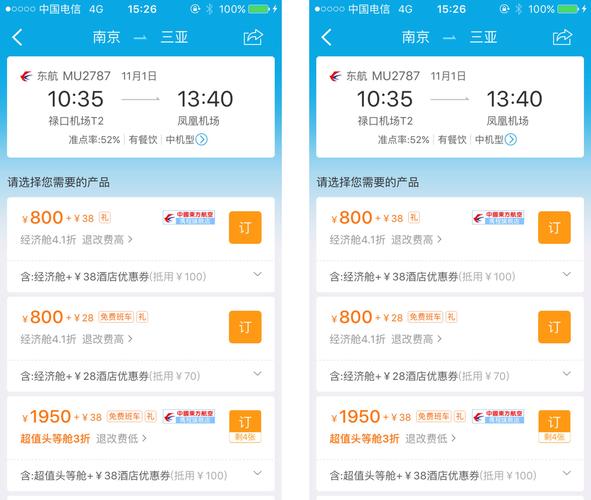 中国电信 4G 15:26 100%
南京 三亚
东航 MU2787 11月1日
10:35 13:40
禄口机场T2 凤凰机场
准点率:52% 有餐饮 中机型
请选择您需要的产品
¥800+¥38 礼 中國東方航空 订
经济舱4.1折 退改费高
含:经济舱+¥38酒店优惠券(抵用¥100)
¥800+¥28 免费班车 礼 订
经济舱4.1折 退改费高
含:经济舱+¥28酒店优惠券(抵用¥70)
¥1950+¥38 免费班车 礼 中國東方航空 订
超值头等舱3折 退改费低 剩4张
含:超值头等舱+¥38酒店优惠券(抵用¥100)
中国电信 4G 15:26 100%
南京 三亚
东航 MU2787 11月1日
10:35 13:40
禄口机场T2 凤凰机场
准点率:52% 有餐饮 中机型
请选择您需要的产品
¥800+¥38 礼 中國東方航空 订
经济舱4.1折 退改费高
含:经济舱+¥38酒店优惠券(抵用¥100)
¥800+¥28 免费班车 礼 订
经济舱4.1折 退改费高
含:经济舱+¥28酒店优惠券(抵用¥70)
¥1950+¥38 免费班车 礼 中國東方航空 订
超值头等舱3折 退改费低 剩4张
含:超值头等舱+¥38酒店优惠券(抵用¥100)